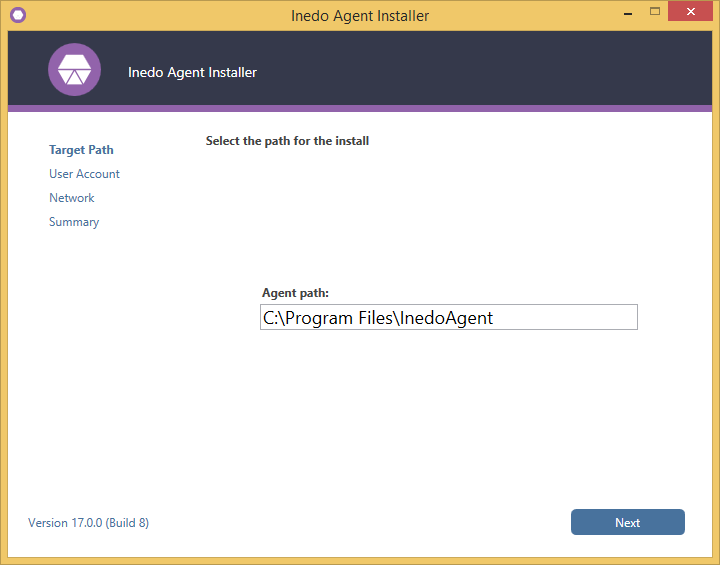 Inedo Agent Installer
Inedo Agent Installer
Target Path
User Account
Network
Summary
Select the path for the install
Agent path:
C:\Program Files\InedoAgent
Version 17.0.0 (Build 8)
Next